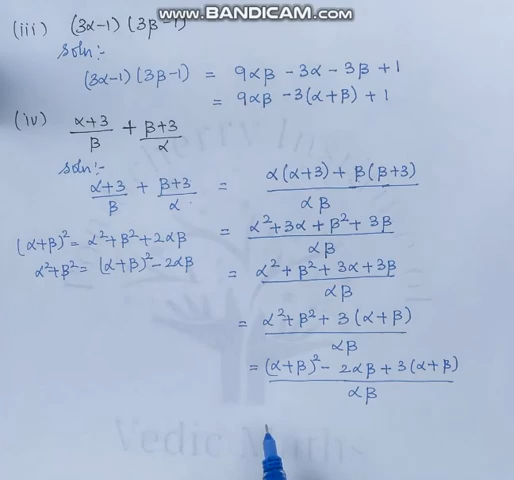 www.BANDICAM.com
(iii) (3α-1) (3β-1)
Soln:-
(3α-1) (3β-1) = 9αβ - 3α - 3β + 1
= 9αβ - 3(α+β) + 1
(iv) α+3/β + β+3/α
Soln:-
α+3/β + β+3/α = α(α+3) + β(β+3)/αβ
= α²+3α+β²+3β/αβ
(α+β)² = α²+β²+2αβ
α²+β² = (α+β)² - 2αβ
= α²+β²+3α+3β/αβ
= α²+β²+3(α+β)/αβ
= (α+β)² - 2αβ + 3(α+β)/αβ
Vedic Maths